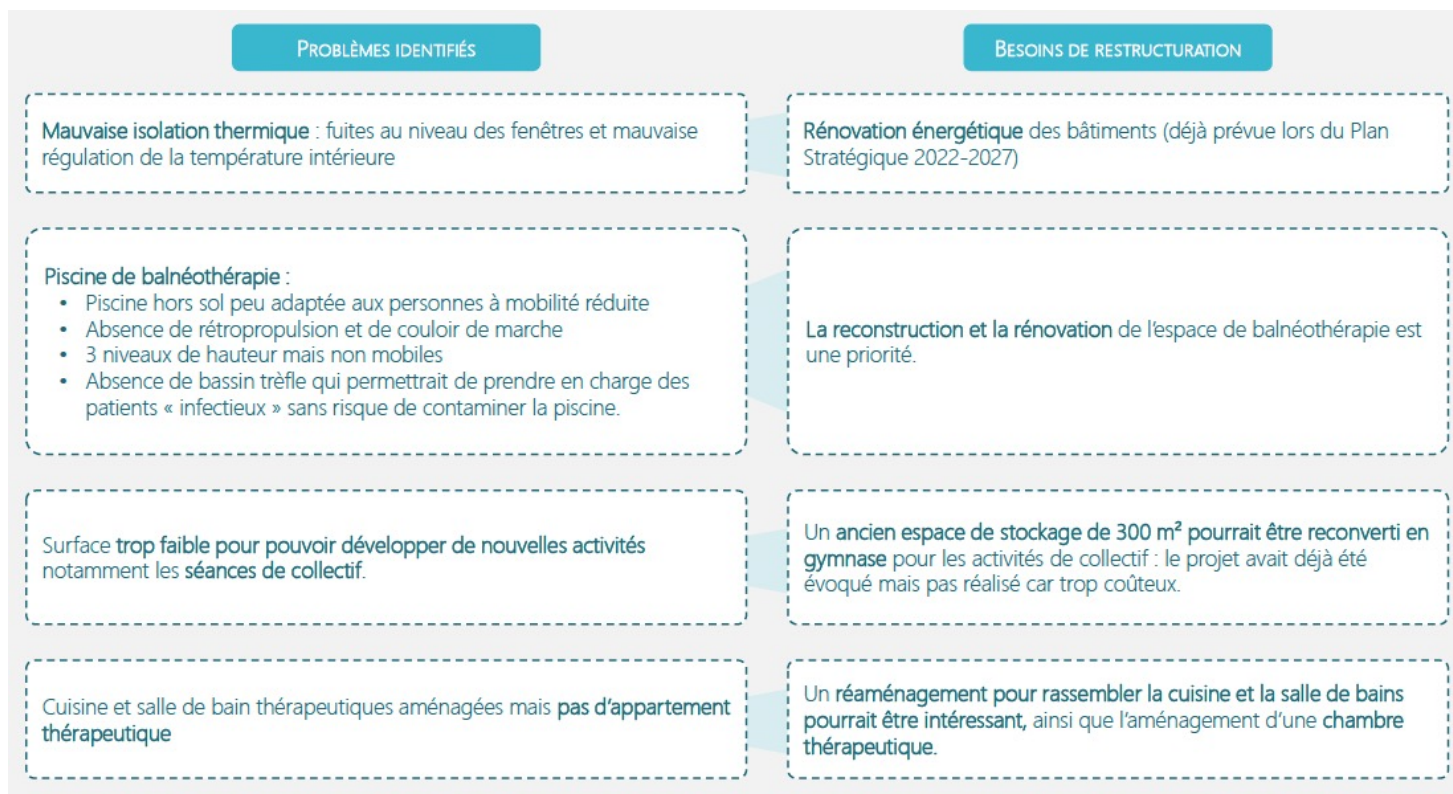 PROBLÈMES IDENTIFIÉS
BESOINS DE RESTRUCTURATION
Mauvaise isolation thermique : fuites au niveau des fenêtres et mauvaise
régulation de la température intérieure
Rénovation énergétique des bâtiments (déjà prévue lors du Plan
Stratégique 2022-2027)
Piscine de balnéothérapie :
• Piscine hors sol peu adaptée aux personnes à mobilité réduite
• Absence de rétropropulsion et de couloir de marche
• 3 niveaux de hauteur mais non mobiles
• Absence de bassin trèfle qui permettrait de prendre en charge des
patients « infectieux » sans risque de contaminer la piscine.
La reconstruction et la rénovation de l'espace de balnéothérapie est
une priorité.
Surface trop faible pour pouvoir développer de nouvelles activités
notamment les séances de collectif.
Un ancien espace de stockage de 300 m² pourrait être reconverti en
gymnase pour les activités de collectif : le projet avait déjà été
évoqué mais pas réalisé car trop coûteux.
Cuisine et salle de bain thérapeutiques aménagées mais pas d'appartement
thérapeutique
Un réaménagement pour rassembler la cuisine et la salle de bains
pourrait être intéressant, ainsi que l'aménagement d'une chambre
thérapeutique.